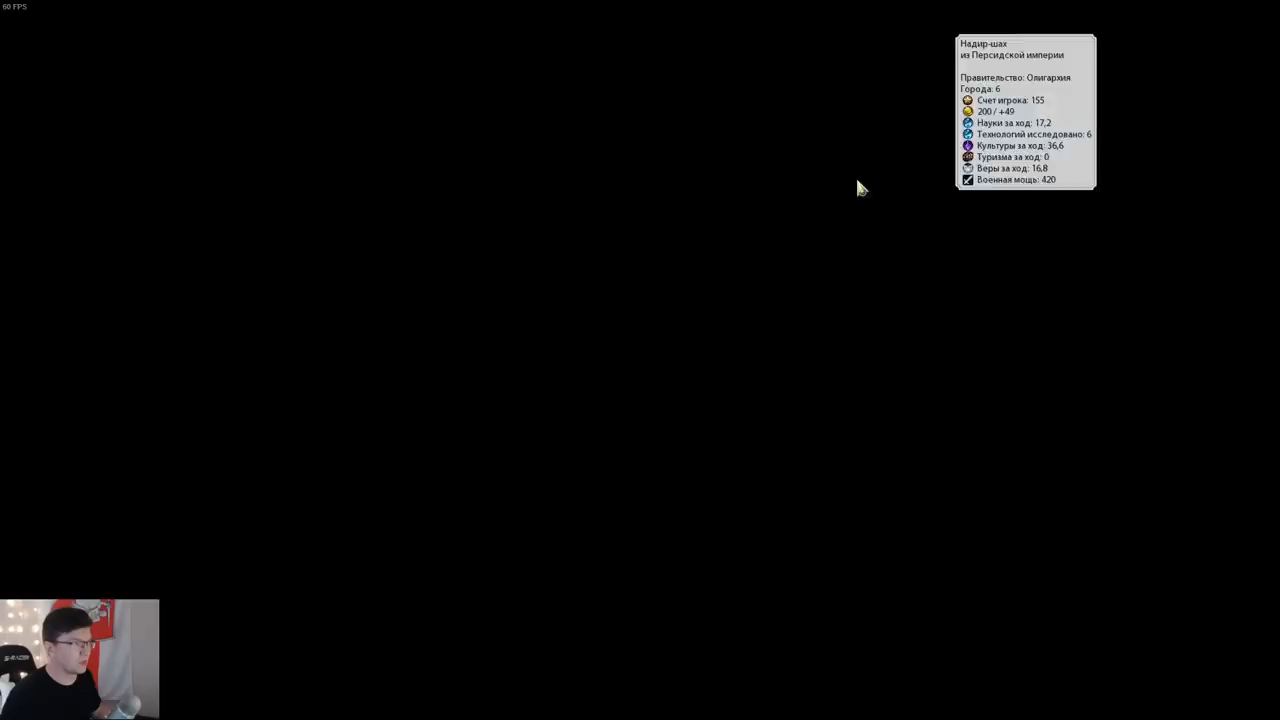 60 FPS
Надир-шах
из Персидской империи
Правительство: Олигархия
Города: 6
Счет игрока: 155
200 / +49
Науки за ход: 17,2
Технологий исследовано: 6
Культуры за ход: 36,6
Туризма за ход: 0
Веры за ход: 16,8
Военная мощь: 420